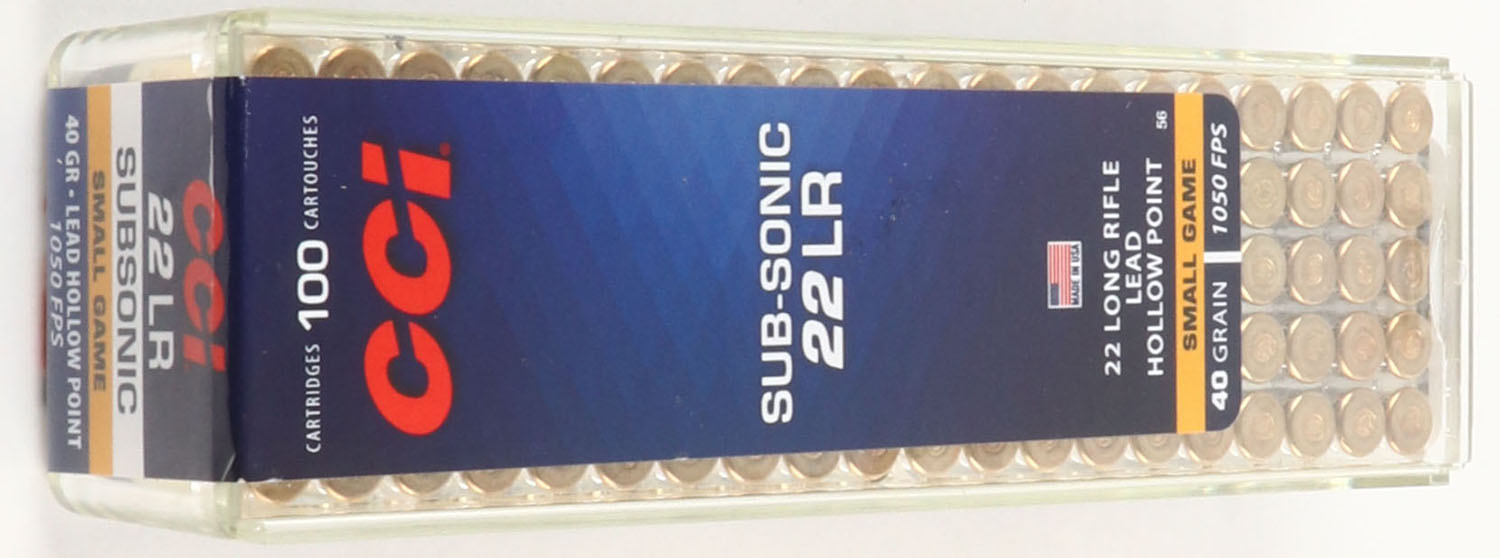 CARTRIDGES 100 CARTOUCHES
CCI
SUB-SONIC
22 LR
MADE IN USA
22 LONG RIFLE
LEAD
HOLLOW POINT
56
SMALL GAME
40 GRAIN 1050 FPS
CCI
22 LR
SUBSONIC
SMALL GAME
40 GR • LEAD HOLLOW POINT
1050 FPS